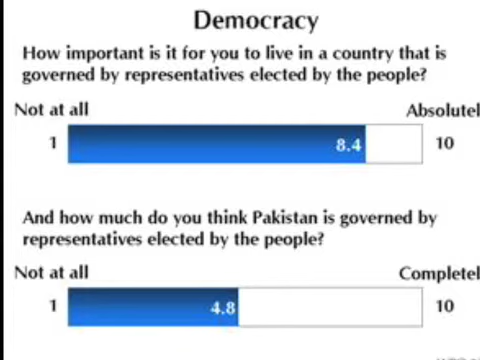 Democracy
How important is it for you to live in a country that is
governed by representatives elected by the people?
Not at all Absolutel
1 8.4 10
And how much do you think Pakistan is governed by
representatives elected by the people?
Not at all Completel
1 4.8 10